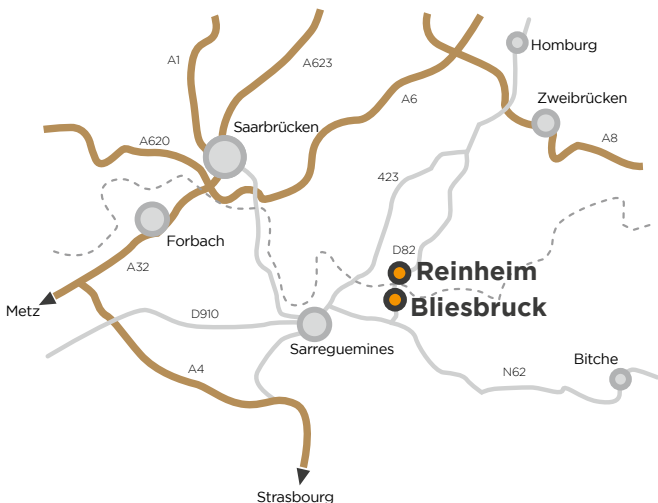 Homburg
A1
A623
A6
Zweibrücken
Saarbrücken
A620
A8
423
Forbach
D82
A32
Reinheim
Metz
Bliesbruck
D910
Sarreguemines
Bitche
A4
N62
Strasbourg